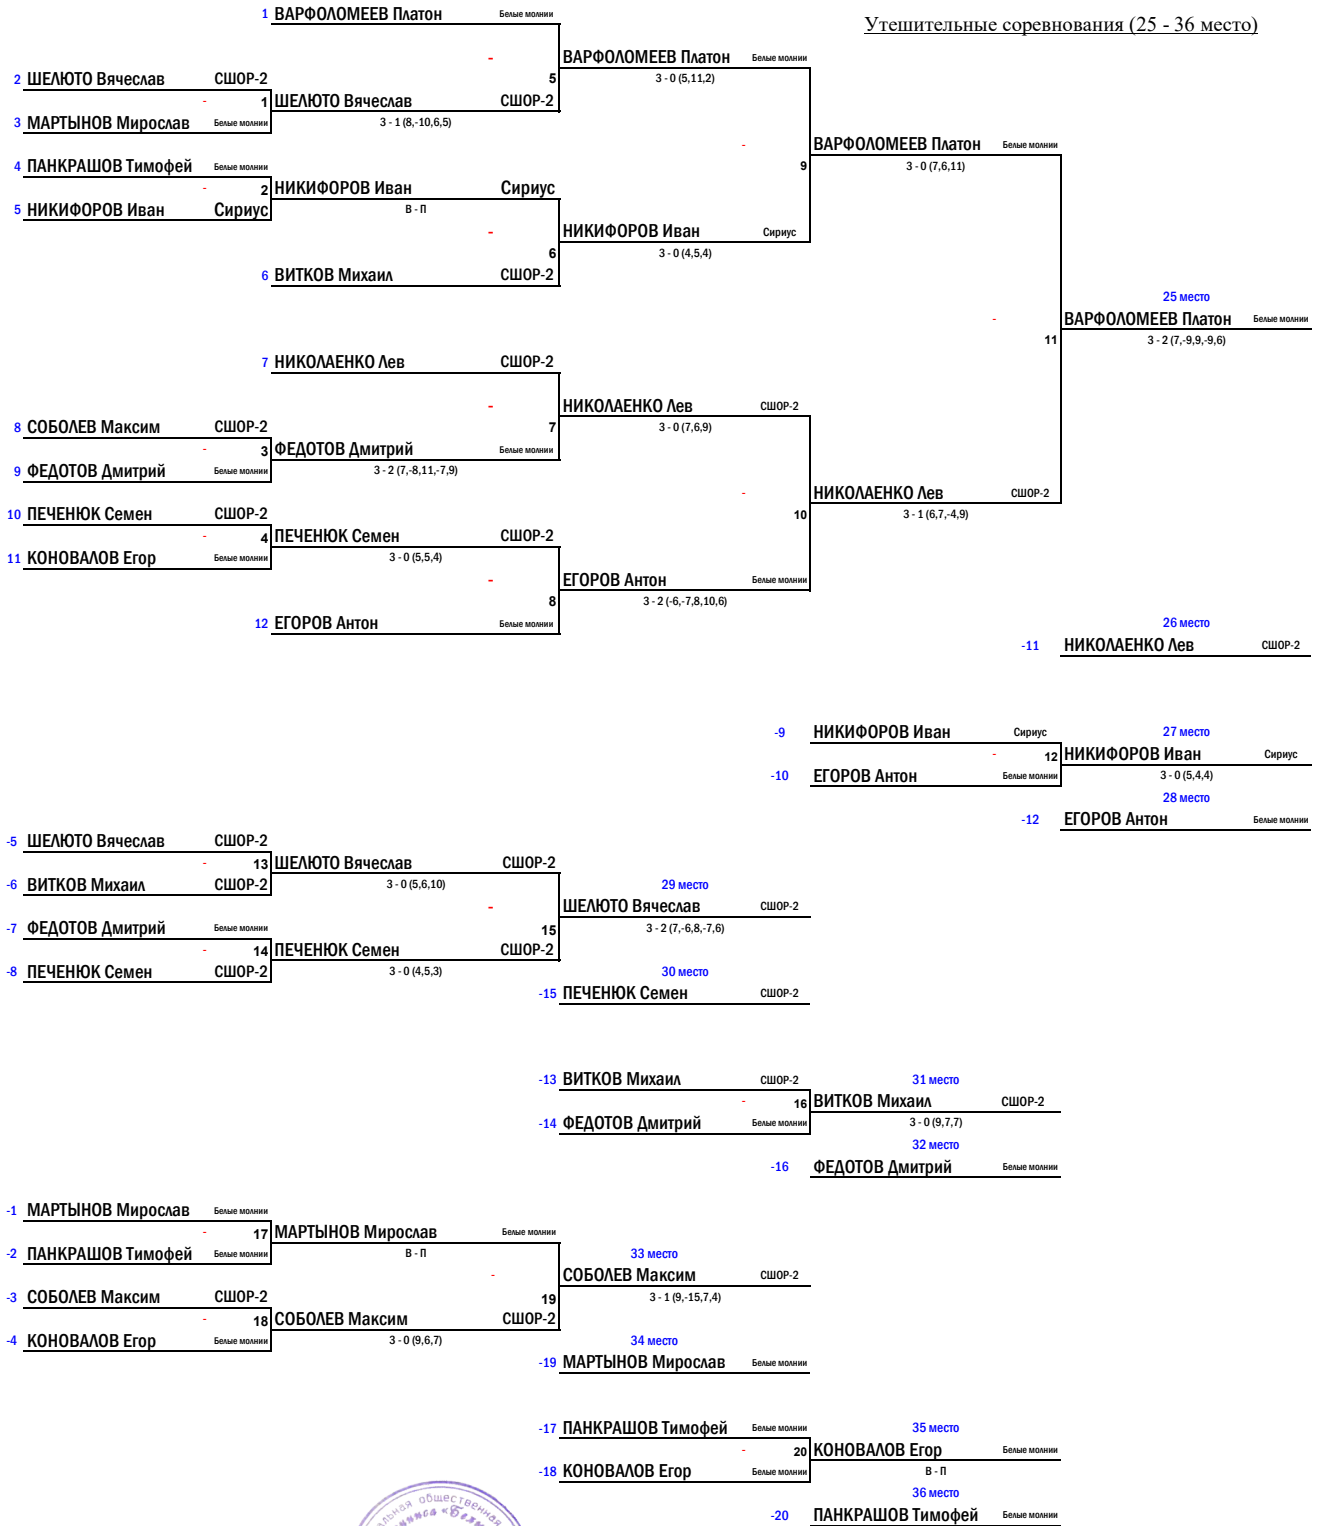 1 ВАРФОЛОМЕЕВ Платон Белые молнии
Утешительные соревнования (25 - 36 место)
- ВАРФОЛОМЕЕВ Платон Белые молнии
2 ШЕЛЮТО Вячеслав СШОР-2 5 3 - 0 (5,11,2)
- 1 ШЕЛЮТО Вячеслав СШОР-2
3 МАРТЫНОВ Мирослав Белые молнии 3 - 1 (8,-10,6,5)
- ВАРФОЛОМЕЕВ Платон Белые молнии
4 ПАНКРАШОВ Тимофей Белые молнии 9 3 - 0 (7,6,11)
- 2 НИКИФОРОВ Иван Сириус
5 НИКИФОРОВ Иван Сириус В - П
- НИКИФОРОВ Иван Сириус
6 3 - 0 (4,5,4)
6 ВИТКОВ Михаил СШОР-2
25 место
- ВАРФОЛОМЕЕВ Платон Белые молнии
11 3 - 2 (7,-9,9,-9,6)
7 НИКОЛАЕНКО Лев СШОР-2
- НИКОЛАЕНКО Лев СШОР-2
8 СОБОЛЕВ Максим СШОР-2 7 3 - 0 (7,6,9)
- 3 ФЕДОТОВ Дмитрий Белые молнии
9 ФЕДОТОВ Дмитрий Белые молнии 3 - 2 (7,-8,11,-7,9)
- НИКОЛАЕНКО Лев СШОР-2
10 ПЕЧЕНЮК Семен СШОР-2 10 3 - 1 (6,7,-4,9)
- 4 ПЕЧЕНЮК Семен СШОР-2
11 КОНОВАЛОВ Егор Белые молнии 3 - 0 (5,5,4)
- ЕГОРОВ Антон Белые молнии
8 3 - 2 (-6,-7,8,10,6)
12 ЕГОРОВ Антон Белые молнии
26 место
-11 НИКОЛАЕНКО Лев СШОР-2
-9 НИКИФОРОВ Иван Сириус 27 место
- 12 НИКИФОРОВ Иван Сириус
-10 ЕГОРОВ Антон Белые молнии 3 - 0 (5,4,4)
28 место
-12 ЕГОРОВ Антон Белые молнии
-5 ШЕЛЮТО Вячеслав СШОР-2
- 13 ШЕЛЮТО Вячеслав СШОР-2
-6 ВИТКОВ Михаил СШОР-2 3 - 0 (5,6,10) 29 место
- ШЕЛЮТО Вячеслав СШОР-2
-7 ФЕДОТОВ Дмитрий Белые молнии 15 3 - 2 (7,-6,8,-7,6)
- 14 ПЕЧЕНЮК Семен СШОР-2
-8 ПЕЧЕНЮК Семен СШОР-2 3 - 0 (4,5,3) 30 место
-15 ПЕЧЕНЮК Семен СШОР-2
-13 ВИТКОВ Михаил СШОР-2 31 место
- 16 ВИТКОВ Михаил СШОР-2
-14 ФЕДОТОВ Дмитрий Белые молнии 3 - 0 (9,7,7)
32 место
-16 ФЕДОТОВ Дмитрий Белые молнии
-1 МАРТЫНОВ Мирослав Белые молнии
- 17 МАРТЫНОВ Мирослав Белые молнии
-2 ПАНКРАШОВ Тимофей Белые молнии В - П 33 место
- СОБОЛЕВ Максим СШОР-2
-3 СОБОЛЕВ Максим СШОР-2 19 3 - 1 (9,-15,7,4)
- 18 СОБОЛЕВ Максим СШОР-2
-4 КОНОВАЛОВ Егор Белые молнии 3 - 0 (9,6,7) 34 место
-19 МАРТЫНОВ Мирослав Белые молнии
-17 ПАНКРАШОВ Тимофей Белые молнии 35 место
- 20 КОНОВАЛОВ Егор Белые молнии
-18 КОНОВАЛОВ Егор Белые молнии В - П
36 место
-20 ПАНКРАШОВ Тимофей Белые молнии
общественная